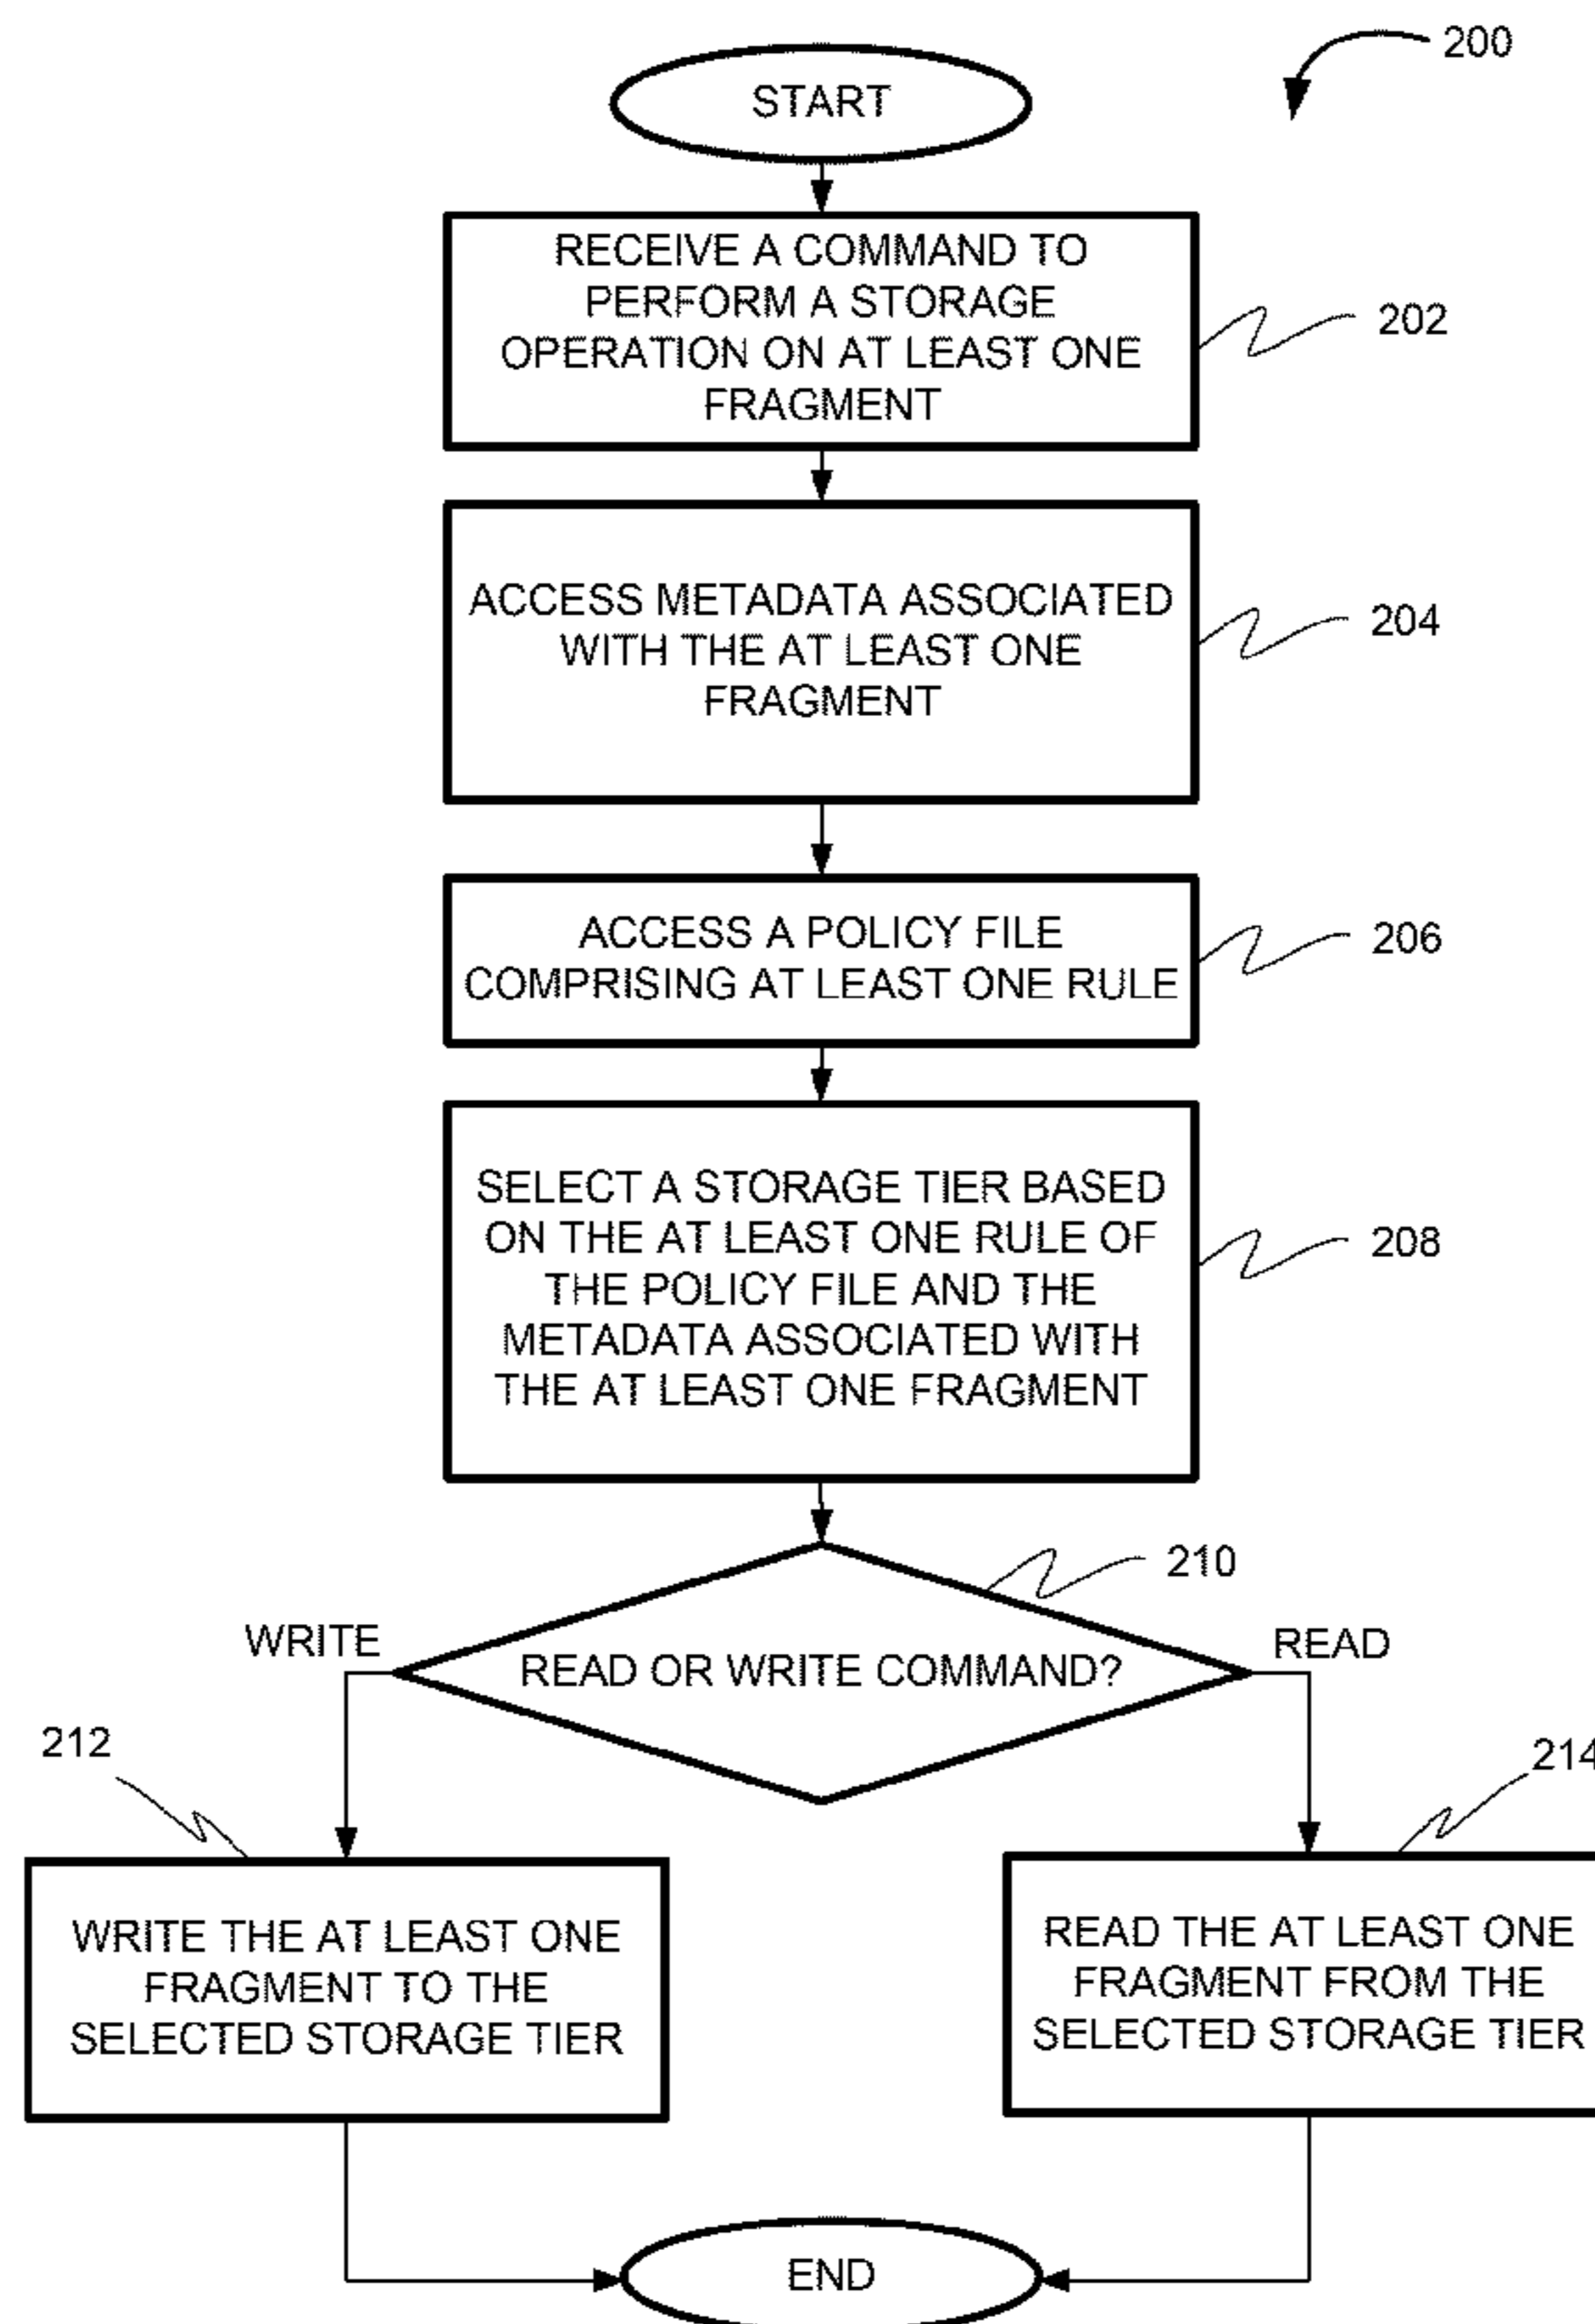 200
START
RECEIVE A COMMAND TO
PERFORM A STORAGE
OPERATION ON AT LEAST ONE
FRAGMENT
202
ACCESS METADATA ASSOCIATED
WITH THE AT LEAST ONE
FRAGMENT
204
ACCESS A POLICY FILE
COMPRISING AT LEAST ONE RULE
206
SELECT A STORAGE TIER BASED
ON THE AT LEAST ONE RULE OF
THE POLICY FILE AND THE
METADATA ASSOCIATED WITH
THE AT LEAST ONE FRAGMENT
208
210
READ OR WRITE COMMAND?
WRITE
READ
212
214
WRITE THE AT LEAST ONE
FRAGMENT TO THE
SELECTED STORAGE TIER
READ THE AT LEAST ONE
FRAGMENT FROM THE
SELECTED STORAGE TIER
END